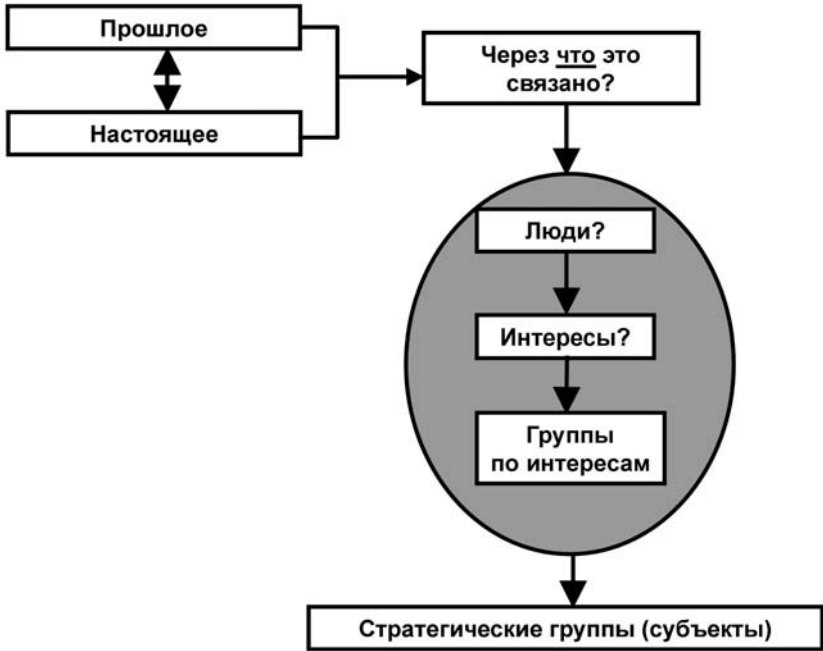 Прошлое
Настоящее
Через что это
связано?
Люди?
Интересы?
Группы
по интересам
Стратегические группы (субъекты)